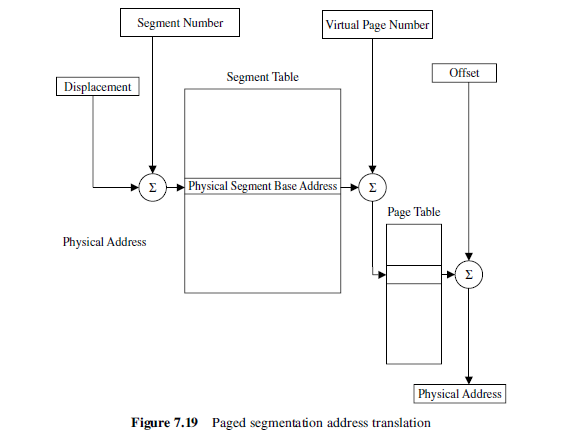 Segment Number
Virtual Page Number
Displacement
Segment Table
Offset
Σ
Physical Segment Base Address
Σ
Page Table
Physical Address
Σ
Physical Address
Figure 7.19 Paged segmentation address translation